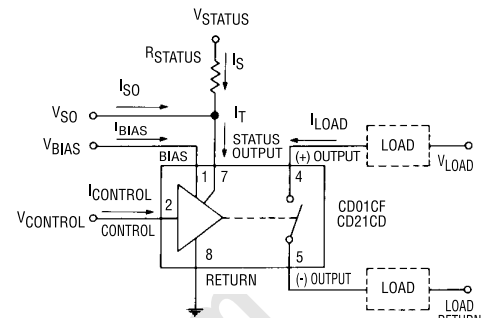 VSTATUS
RSTATUS
IS
ISO
VSO
IT
IBIAS
VBIAS
STATUS
OUTPUT
ILOAD
LOAD
VLOAD
BIAS
(+) OUTPUT
1
7
4
ICONTROL
VCONTROL
CONTROL
2
CD01CF
CD21CD
8
5
RETURN
(-) OUTPUT
LOAD
LOAD
RETURN